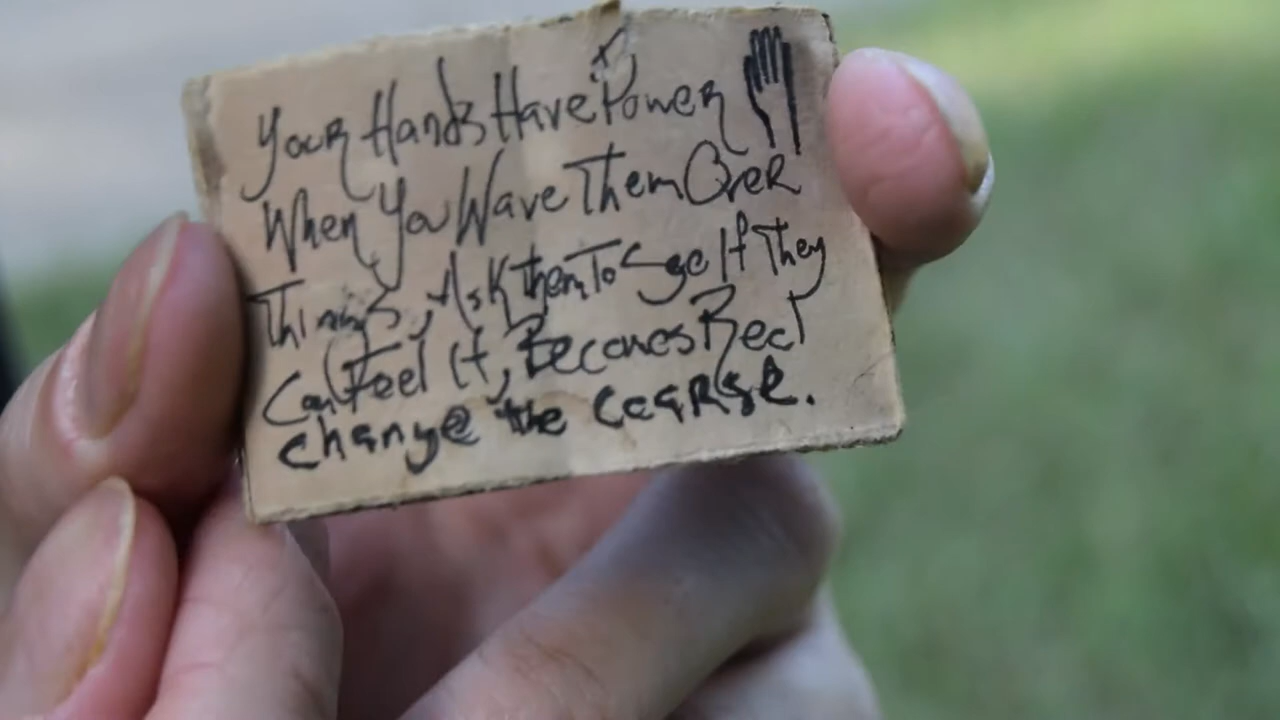 Your Hands Have Power
When You Wave Them Over
Things, Ask them To See If They
Can Feel It, Becomes Real
change the coarse.